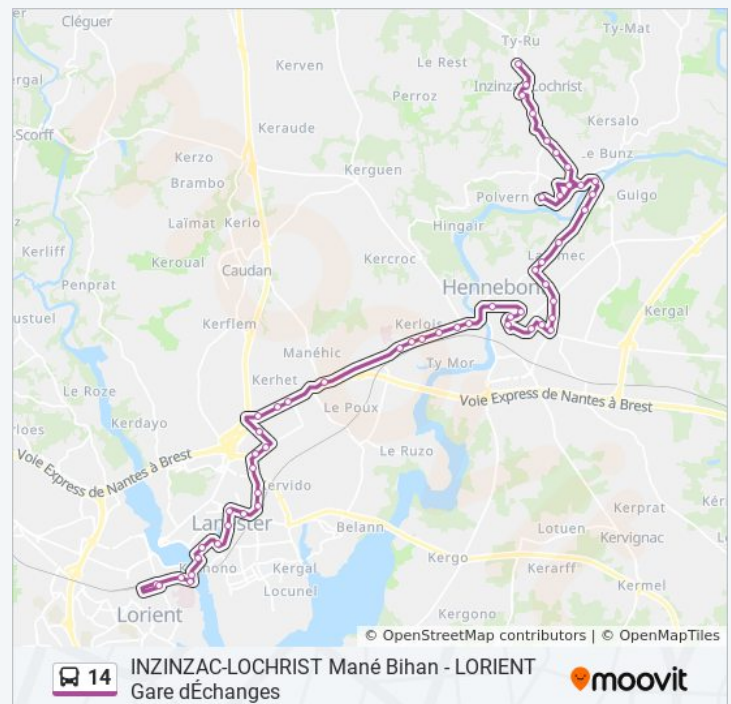 Cléguer
Ty-Ru
Ty-Mat
Kerven
Le Rest
Inzinzac-Lochrist
Perroz
-Scorff
Keraude
Kersalo
Kerzo
Le Bunz
Kerguen
Brambo
Polvern
Guigo
Laïmat
Kerlo
Hingair
Kerliff
Keroual
Kercroc
Caudan
Penprat
Hennebont
Kergal
Kerflem
Kerlois
Manéhic
Ty Mor
Le Roze
Kerhet
Le Poux
Voie Express de Nantes à Brest
Kerdayo
Le Ruzo
Voie Express de Nantes à Brest
Kerprat
Lanester
Belann
Lotuen
Kervignac
Kergo
Kerarff
Kergal
Kermel
Lorient
Locunel
Kergono
© OpenStreetMap contributors | © OpenMapTiles
14 INZINZAC-LOCHRIST Mané Bihan - LORIENT
Gare dÉchanges
moovit